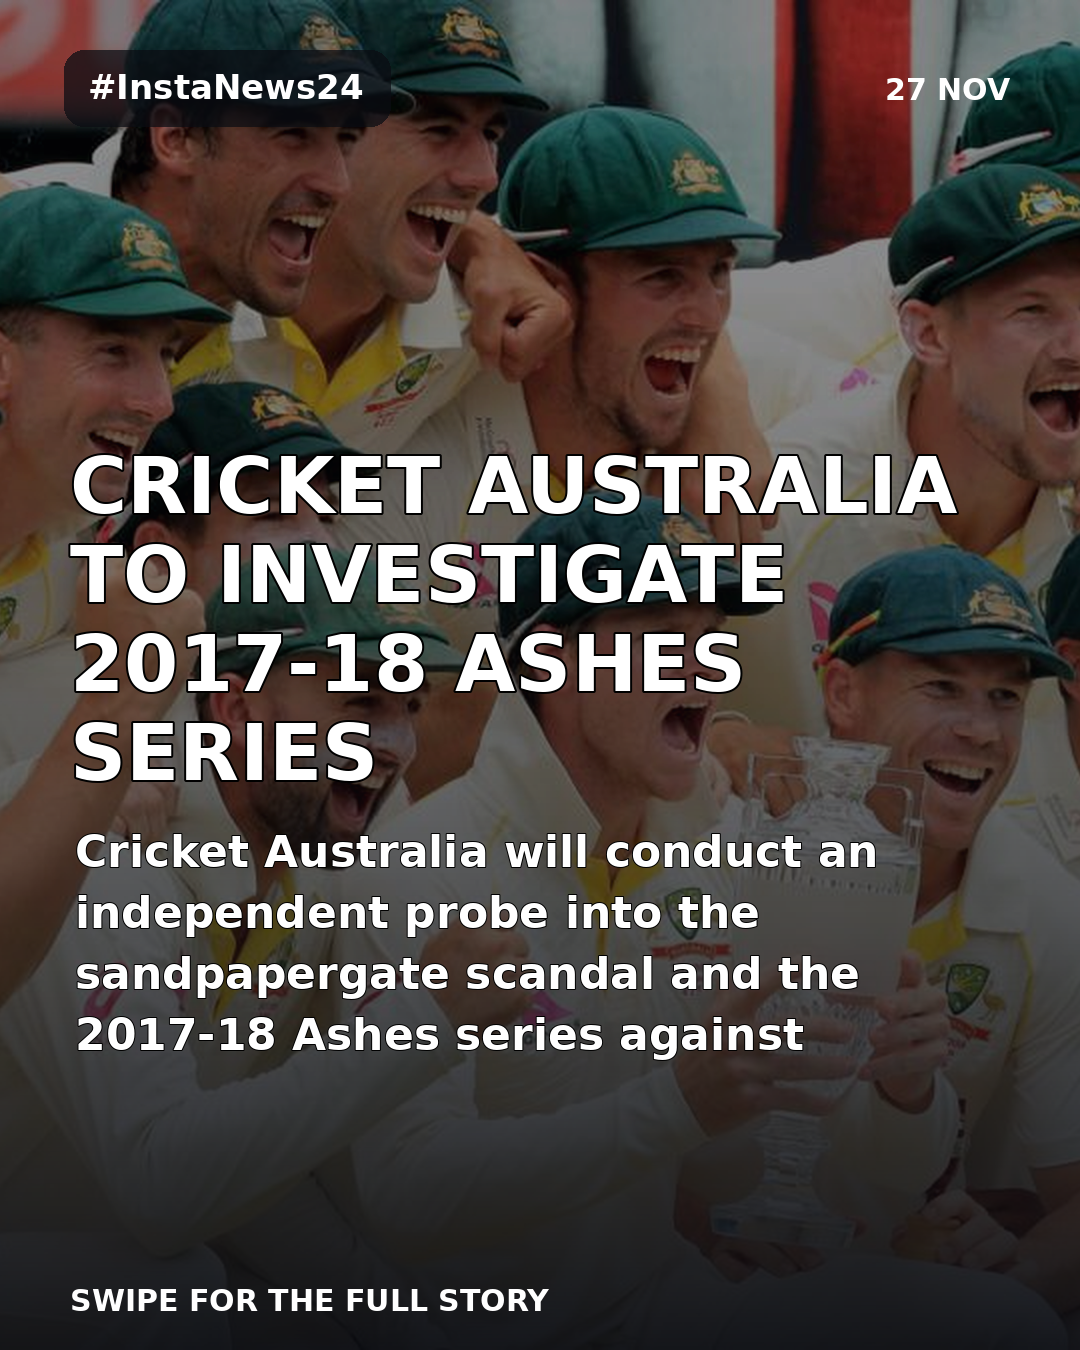 #InstaNews24
27 NOV
CRICKET AUSTRALIA
TO INVESTIGATE
2017-18 ASHES
SERIES
Cricket Australia will conduct an
independent probe into the
sandpapergate scandal and the
2017-18 Ashes series against
SWIPE FOR THE FULL STORY